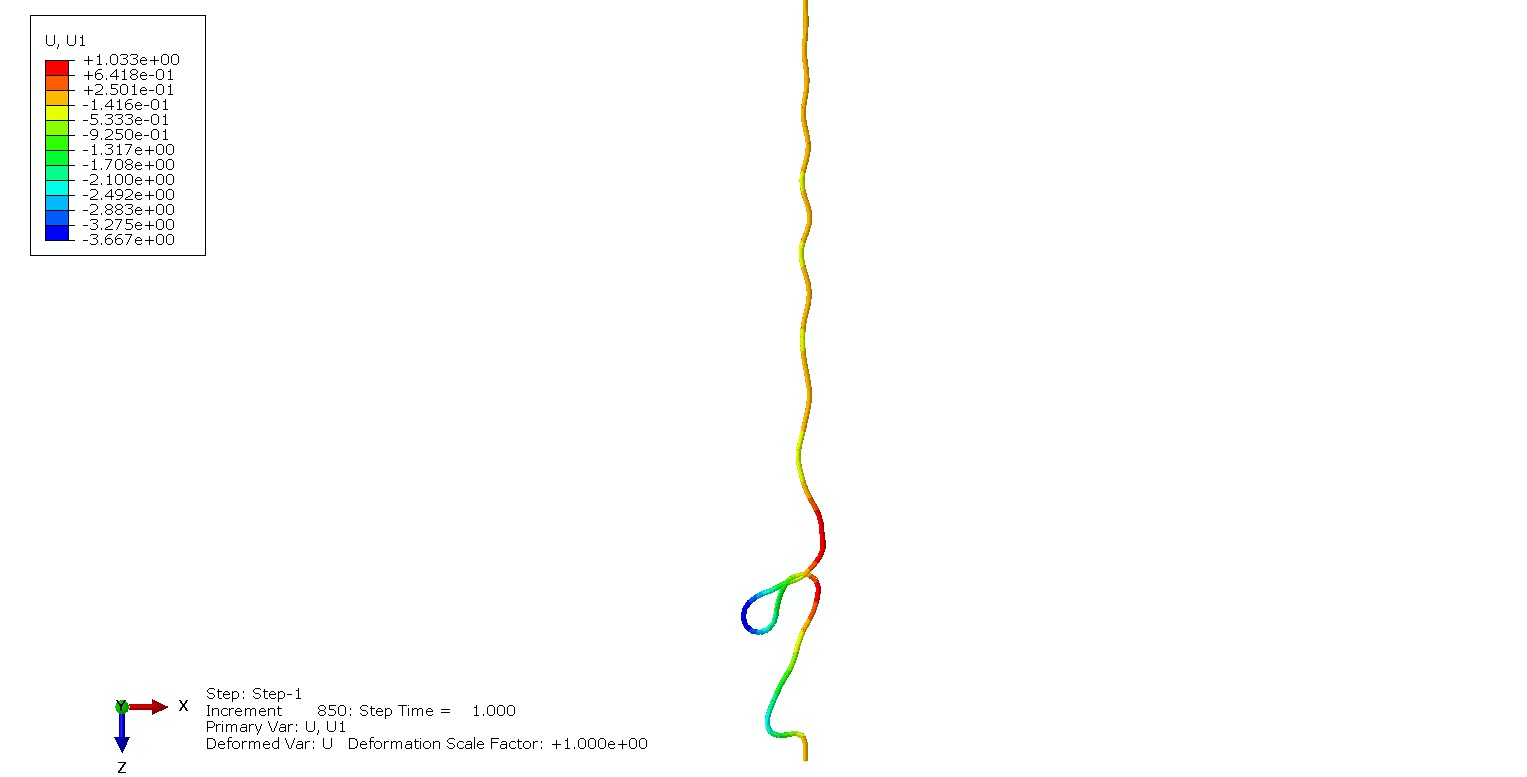 U, U1
+1.033e+00
+6.418e-01
+2.501e-01
-1.416e-01
-5.333e-01
-9.250e-01
-1.317e+00
-1.708e+00
-2.100e+00
-2.492e+00
-2.883e+00
-3.275e+00
-3.667e+00
Y
X
Z
Step: Step-1
Increment 850: Step Time = 1.000
Primary Var: U, U1
Deformed Var: U Deformation Scale Factor: +1.000e+00